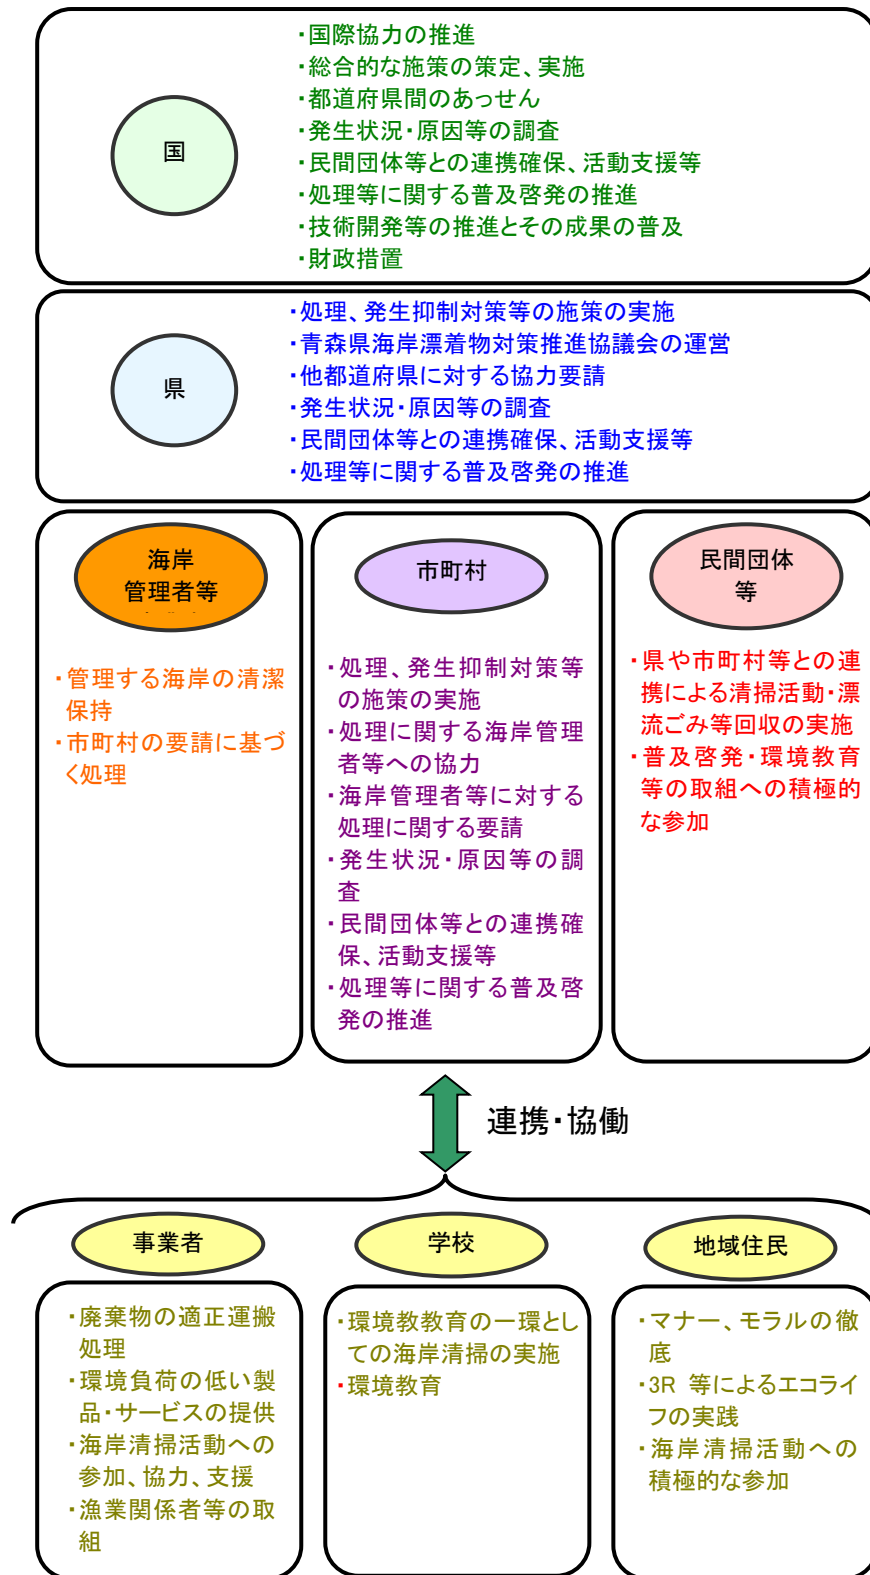 国
・国際協力の推進
・総合的な施策の策定、実施
・都道府県間のあっせん
・発生状況・原因等の調査
・民間団体等との連携確保、活動支援等
・処理等に関する普及啓発の推進
・技術開発等の推進とその成果の普及
・財政措置
県
・処理、発生抑制対策等の施策の実施
・青森県海岸漂着物対策推進協議会の運営
・他都道府県に対する協力要請
・発生状況・原因等の調査
・民間団体等との連携確保、活動支援等
・処理等に関する普及啓発の推進
海岸
管理者等
・管理する海岸の清潔
保持
・市町村の要請に基づ
く処理
市町村
・処理、発生抑制対策等
の施策の実施
・処理に関する海岸管理
者等への協力
・海岸管理者等に対する
処理に関する要請
・発生状況・原因等の調
査
・民間団体等との連携確
保、活動支援等
・処理等に関する普及啓
発の推進
民間団体
等
・県や市町村等との連
携による清掃活動・漂
流ごみ等回収の実施
・普及啓発・環境教育
等の取組への積極的
な参加
連携・協働
事業者
・廃棄物の適正運搬
処理
・環境負荷の低い製
品・サービスの提供
・海岸清掃活動への
参加、協力、支援
・漁業関係者等の取
組
学校
・環境教教育の一環とし
ての海岸清掃の実施
・環境教育
地域住民
・マナー、モラルの徹
底
・3R 等によるエコライ
フの実践
・海岸清掃活動への
積極的な参加